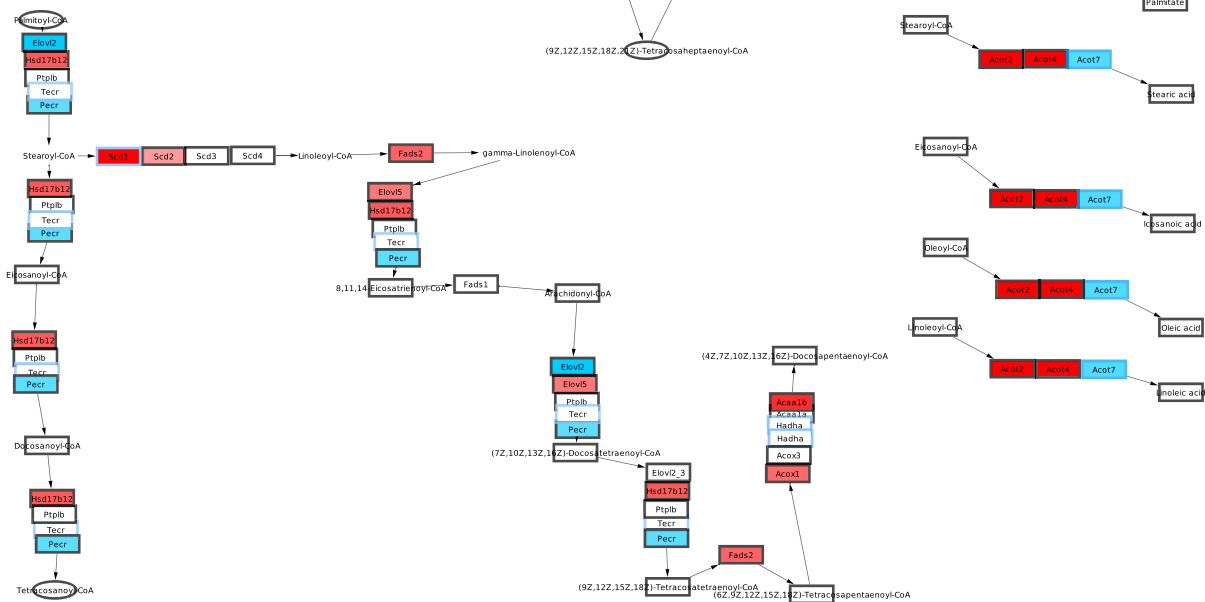 Palmitoyl-CoA
Elovl2
Hsd17b12
Ptplb
Tecr
Pecr
Stearoyl-CoA
Scd1
Scd2
Scd3
Scd4
Linoleoyl-CoA
Fads2
gamma-Linolenoyl-CoA
Hsd17b12
Ptplb
Tecr
Pecr
Eicosanoyl-CoA
Hsd17b12
Ptplb
Tecr
Pecr
Docosanoyl-CoA
Hsd17b12
Ptplb
Tecr
Pecr
Tetracosanoyl-CoA
Elovl5
Hsd17b12
Ptplb
Tecr
Pecr
8,11,14-Eicosatrienoyl-CoA
Fads1
Arachidonyl-CoA
Elovl2
Elovl5
Ptplb
Tecr
Pecr
(7Z,10Z,13Z,16Z)-Docosatetraenoyl-CoA
Elovl2_3
Hsd17b12
Ptplb
Tecr
Pecr
(9Z,12Z,15Z,18Z)-Tetracosatetraenoyl-CoA
Fads2
(6Z,9Z,12Z,15Z,18Z)-Tetracosapentaenoyl-CoA
Acox1
Acox3
Hadha
Hadha
Acaa1a
Acaa1b
(4Z,7Z,10Z,13Z,16Z)-Docosapentaenoyl-CoA
(9Z,12Z,15Z,18Z,21Z)-Tetracosaheptaenoyl-CoA
Palmitate
Stearoyl-CoA
Acot2
Acot4
Acot7
Stearic acid
Eicosanoyl-CoA
Acot2
Acot4
Acot7
Icosanoic acid
Oleoyl-CoA
Acot2
Acot4
Acot7
Oleic acid
Linoleoyl-CoA
Acot2
Acot4
Acot7
Linoleic acid